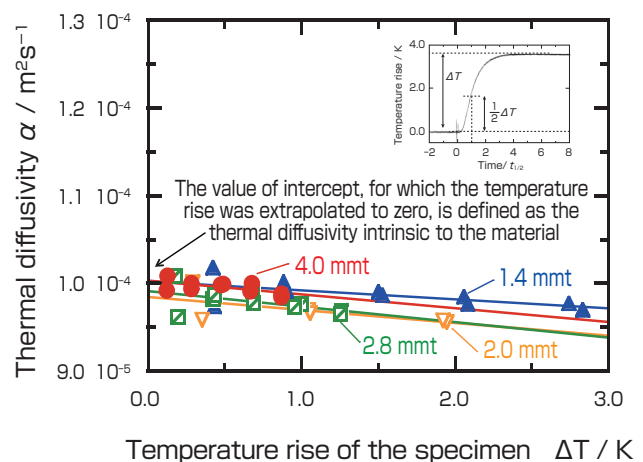 Thermal diffusivity α / m²s⁻¹
1.3 10⁻⁴
1.2 10⁻⁴
1.1 10⁻⁴
1.0 10⁻⁴
9.0 10⁻⁵
Temperature rise / K
4.0
2.0
0.0
ΔT
1/2 ΔT
−2 0 2 4 6 8
Time/ t1/2
The value of intercept, for which the temperature
rise was extrapolated to zero, is defined as the
thermal diffusivity intrinsic to the material
4.0 mmt
1.4 mmt
2.8 mmt
2.0 mmt
0.0 1.0 2.0 3.0
Temperature rise of the specimen ΔT / K